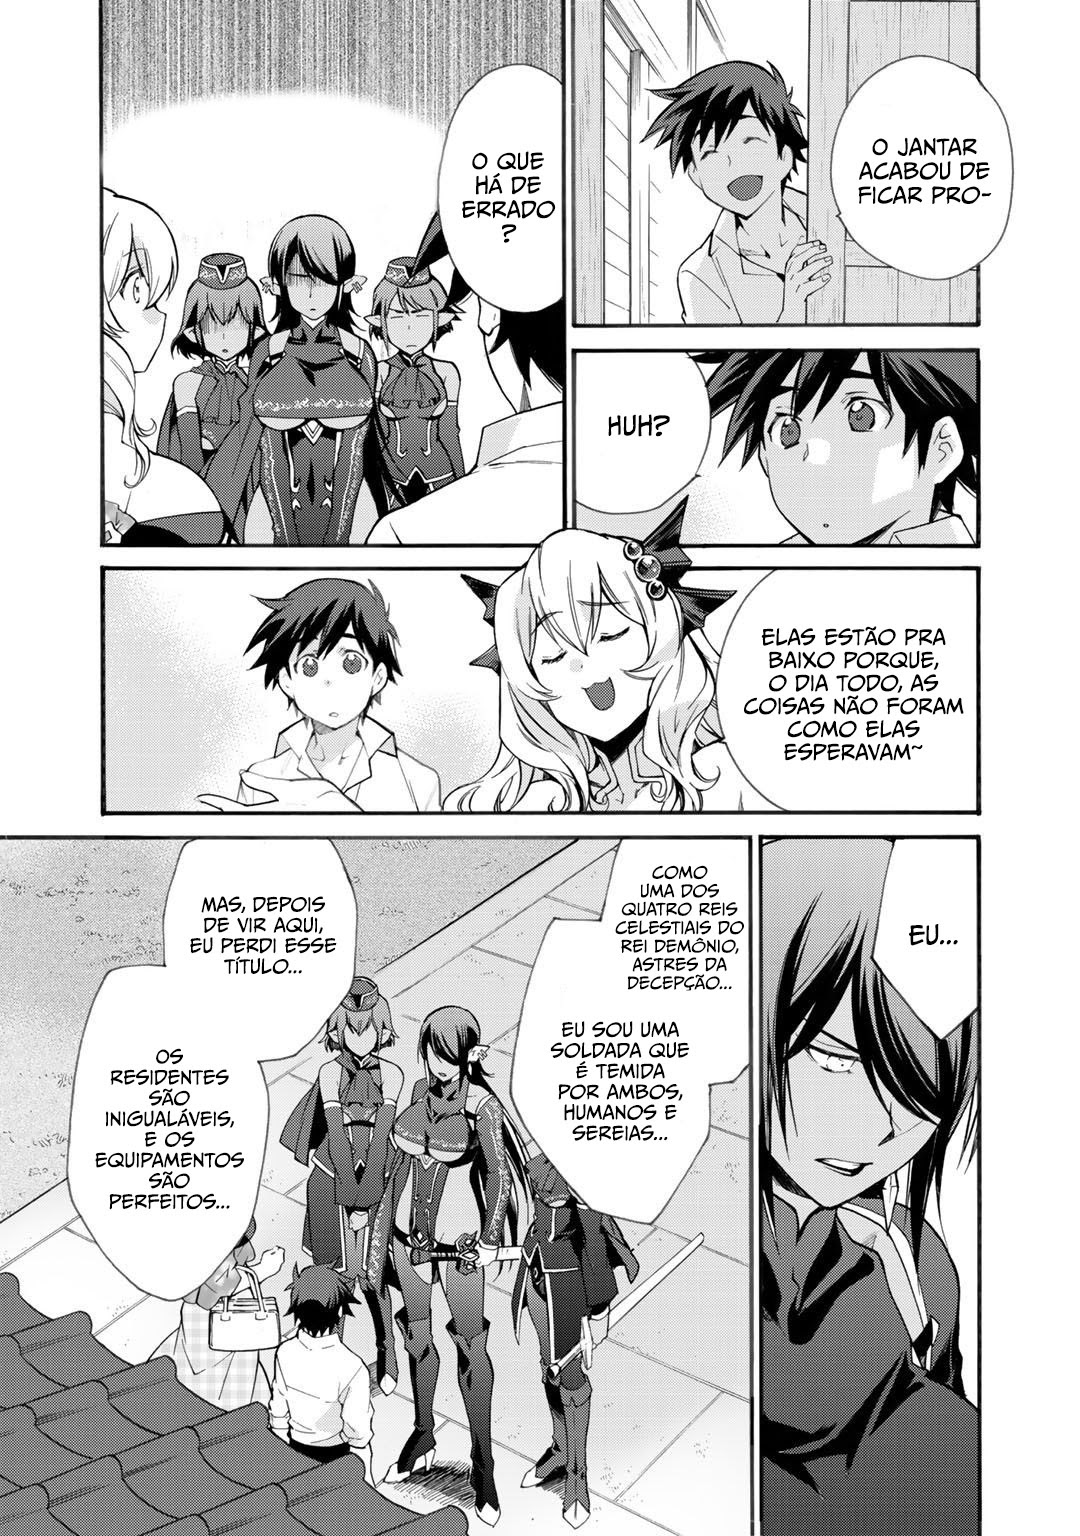 O JANTAR
ACABOU DE
FICAR PRO-
O QUE
HÁ DE
ERRADO
?
HUH?
ELAS ESTÃO PRA
BAIXO PORQUE,
O DIA TODO, AS
COISAS NÃO FORAM
COMO ELAS
ESPERAVAM~
EU...
COMO
UMA DOS
QUATRO REIS
CELESTIAIS DO
REI DEMÔNIO,
ASTRES DA
DECEPÇÃO...
EU SOU UMA
SOLDADA QUE
É TEMIDA
POR AMBOS,
HUMANOS E
SEREIAS...
MAS, DEPOIS
DE VIR AQUI,
EU PERDI ESSE
TÍTULO...
OS
RESIDENTES
SÃO
INIGUALÁVEIS,
E OS
EQUIPAMENTOS
SÃO
PERFEITOS...